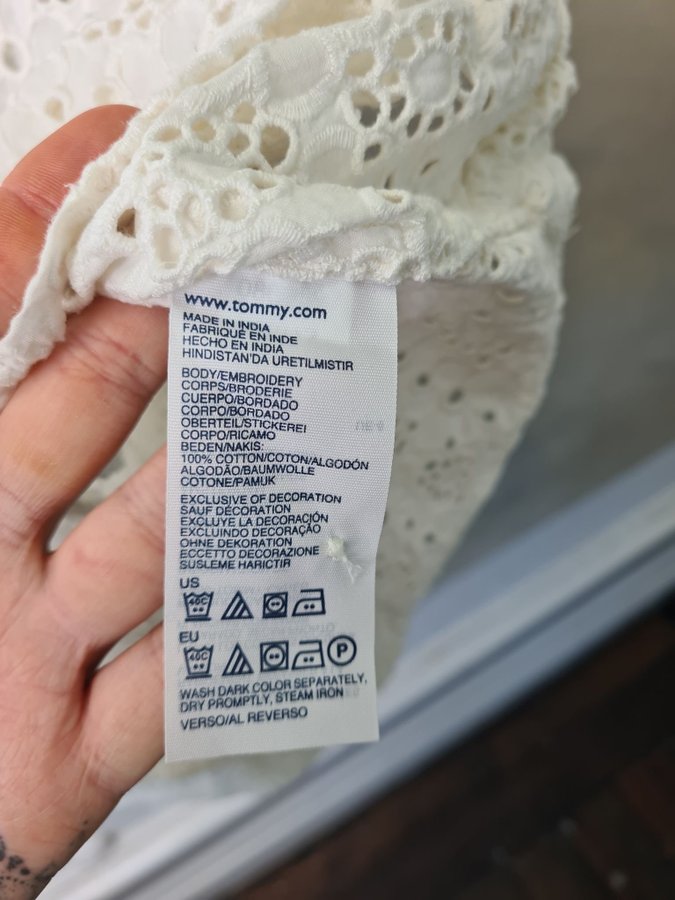 www.tommy.com
MADE IN INDIA
FABRIQUÉ EN INDE
HECHO EN INDIA
HINDISTAN'DA URETILMISTIR
BODY/EMBROIDERY
CORPS/BRODERIE
CUERPO/BORDADO
CORPO/BORDADO
OBERTEIL/STICKEREI
CORPO/RICAMO
BEDEN/NAKIS:
100% COTTON/COTON/ALGODÓN
ALGODÃO/BAUMWOLLE
COTONE/PAMUK
EXCLUSIVE OF DECORATION
SAUF DÉCORATION
EXCLUYE LA DECORACIÓN
EXCLUINDO DECORAÇÃO
OHNE DEKORATION
ECCETTO DECORAZIONE
SUSLEME HARICTIR
US
40C
EU
40C P
WASH DARK COLOR SEPARATELY,
DRY PROMPTLY, STEAM IRON
VERSO/AL REVERSO